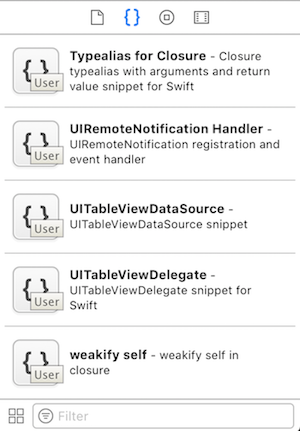 Typealias for Closure - Closure
typealias with arguments and return
value snippet for Swift
{ }
User
UIRemoteNotification Handler -
UIRemoteNotification registration and
event handler
{ }
User
UITableViewDataSource -
UITableViewDataSource snippet
{ }
User
UITableViewDelegate -
UITableViewDelegate snippet for
Swift
{ }
User
weakify self - weakify self in
closure
{ }
User
Filter